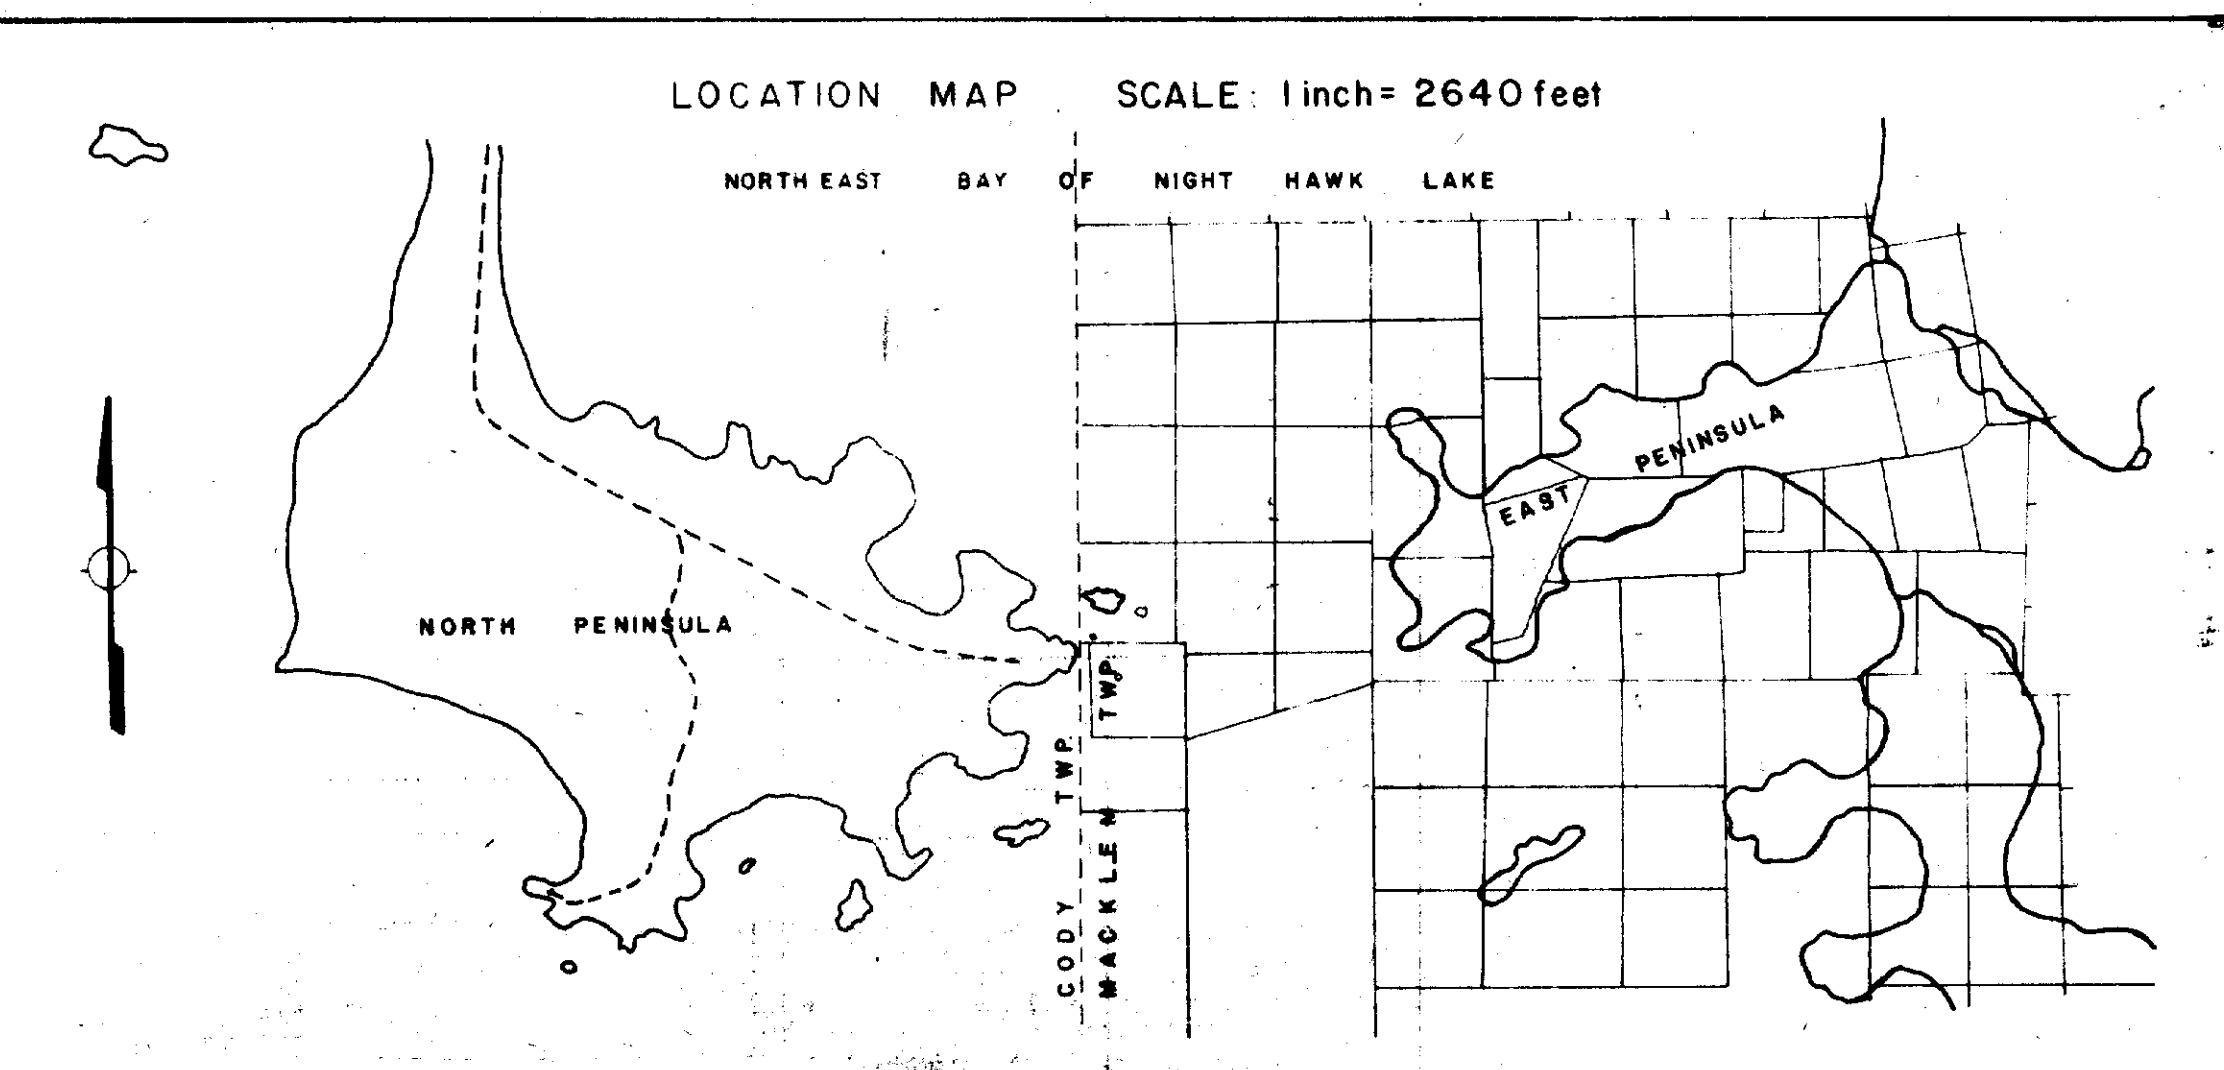 LOCATION MAP SCALE: 1 inch = 2640 feet
NORTH EAST BAY OF NIGHT HAWK LAKE
PENINSULA
EAST
NORTH PENINSULA
CODY TWP.
MACKLEM TWP.